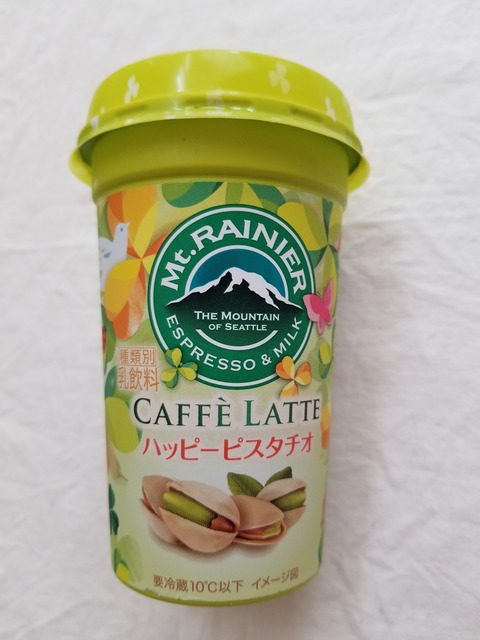 Mt. RAINIER
THE MOUNTAIN
OF SEATTLE
ESPRESSO & MILK
種類別
乳飲料
CAFFÈ LATTE
ハッピーピスタチオ
要冷蔵10℃以下 イメージ図